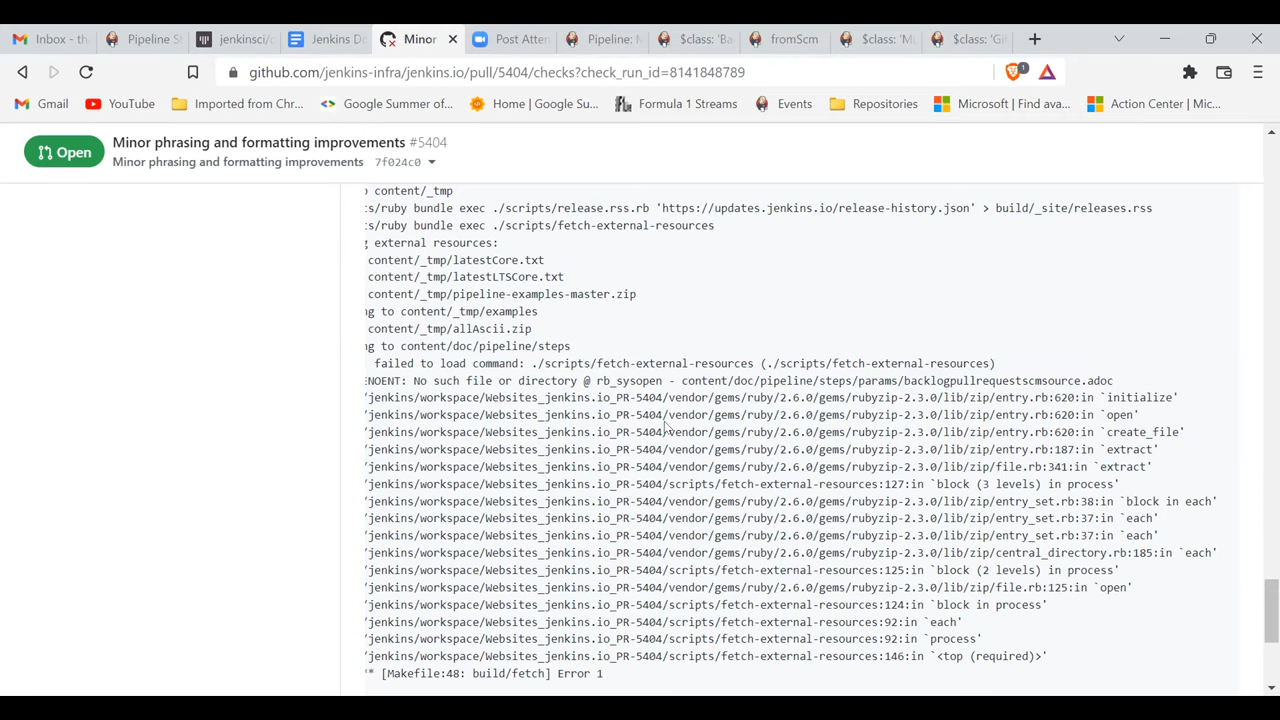 Inbox - th
Pipeline St
jenkinsci/c
Jenkins Do
Minor
Post Atten
Pipeline: N
$class: 'Ba
fromScm
$class: 'Mu
$class: 'Git
github.com/jenkins-infra/jenkins.io/pull/5404/checks?check_run_id=8141848789
1
Gmail
YouTube
Imported from Chr...
Google Summer of...
Home | Google Su...
Formula 1 Streams
Events
Repositories
Microsoft | Find ava...
Action Center | Mic...
Open
Minor phrasing and formatting improvements #5404
Minor phrasing and formatting improvements 7f024c0
content/_tmp
ts/ruby bundle exec ./scripts/release.rss.rb 'https://updates.jenkins.io/release-history.json' > build/_site/releases.rss
ts/ruby bundle exec ./scripts/fetch-external-resources
g external resources:
content/_tmp/latestCore.txt
content/_tmp/latestLTSCore.txt
content/_tmp/pipeline-examples-master.zip
ng to content/_tmp/examples
content/_tmp/allAscii.zip
ng to content/doc/pipeline/steps
failed to load command: ./scripts/fetch-external-resources (./scripts/fetch-external-resources)
ENOENT: No such file or directory @ rb_sysopen - content/doc/pipeline/steps/params/backlogpullrequestscmsource.adoc
'jenkins/workspace/Websites_jenkins.io_PR-5404/vendor/gems/ruby/2.6.0/gems/rubyzip-2.3.0/lib/zip/entry.rb:620:in `initialize'
'jenkins/workspace/Websites_jenkins.io_PR-5404/vendor/gems/ruby/2.6.0/gems/rubyzip-2.3.0/lib/zip/entry.rb:620:in `open'
'jenkins/workspace/Websites_jenkins.io_PR-5404/vendor/gems/ruby/2.6.0/gems/rubyzip-2.3.0/lib/zip/entry.rb:620:in `create_file'
'jenkins/workspace/Websites_jenkins.io_PR-5404/vendor/gems/ruby/2.6.0/gems/rubyzip-2.3.0/lib/zip/entry.rb:187:in `extract'
'jenkins/workspace/Websites_jenkins.io_PR-5404/vendor/gems/ruby/2.6.0/gems/rubyzip-2.3.0/lib/zip/file.rb:341:in `extract'
'jenkins/workspace/Websites_jenkins.io_PR-5404/scripts/fetch-external-resources:127:in `block (3 levels) in process'
'jenkins/workspace/Websites_jenkins.io_PR-5404/vendor/gems/ruby/2.6.0/gems/rubyzip-2.3.0/lib/zip/entry_set.rb:38:in `block in each'
'jenkins/workspace/Websites_jenkins.io_PR-5404/vendor/gems/ruby/2.6.0/gems/rubyzip-2.3.0/lib/zip/entry_set.rb:37:in `each'
'jenkins/workspace/Websites_jenkins.io_PR-5404/vendor/gems/ruby/2.6.0/gems/rubyzip-2.3.0/lib/zip/entry_set.rb:37:in `each'
'jenkins/workspace/Websites_jenkins.io_PR-5404/vendor/gems/ruby/2.6.0/gems/rubyzip-2.3.0/lib/zip/central_directory.rb:185:in `each'
'jenkins/workspace/Websites_jenkins.io_PR-5404/scripts/fetch-external-resources:125:in `block (2 levels) in process'
'jenkins/workspace/Websites_jenkins.io_PR-5404/vendor/gems/ruby/2.6.0/gems/rubyzip-2.3.0/lib/zip/file.rb:125:in `open'
'jenkins/workspace/Websites_jenkins.io_PR-5404/scripts/fetch-external-resources:124:in `block in process'
'jenkins/workspace/Websites_jenkins.io_PR-5404/scripts/fetch-external-resources:92:in `each'
'jenkins/workspace/Websites_jenkins.io_PR-5404/scripts/fetch-external-resources:92:in `process'
'jenkins/workspace/Websites_jenkins.io_PR-5404/scripts/fetch-external-resources:146:in `<top (required)>'
** [Makefile:48: build/fetch] Error 1